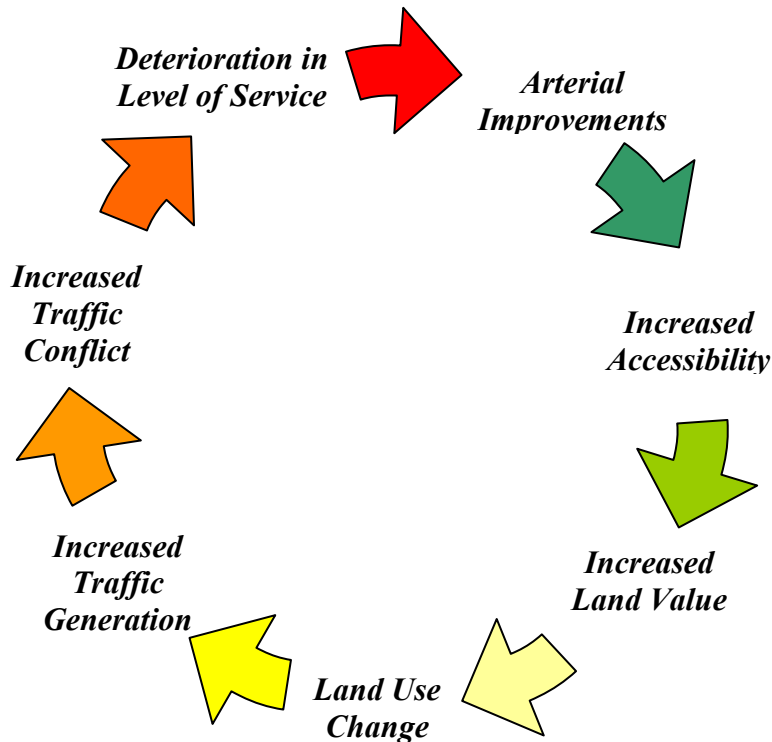 Deterioration in
Level of Service
Arterial
Improvements
Increased
Accessibility
Increased
Land Value
Land Use
Change
Increased
Traffic
Generation
Increased
Traffic
Conflict